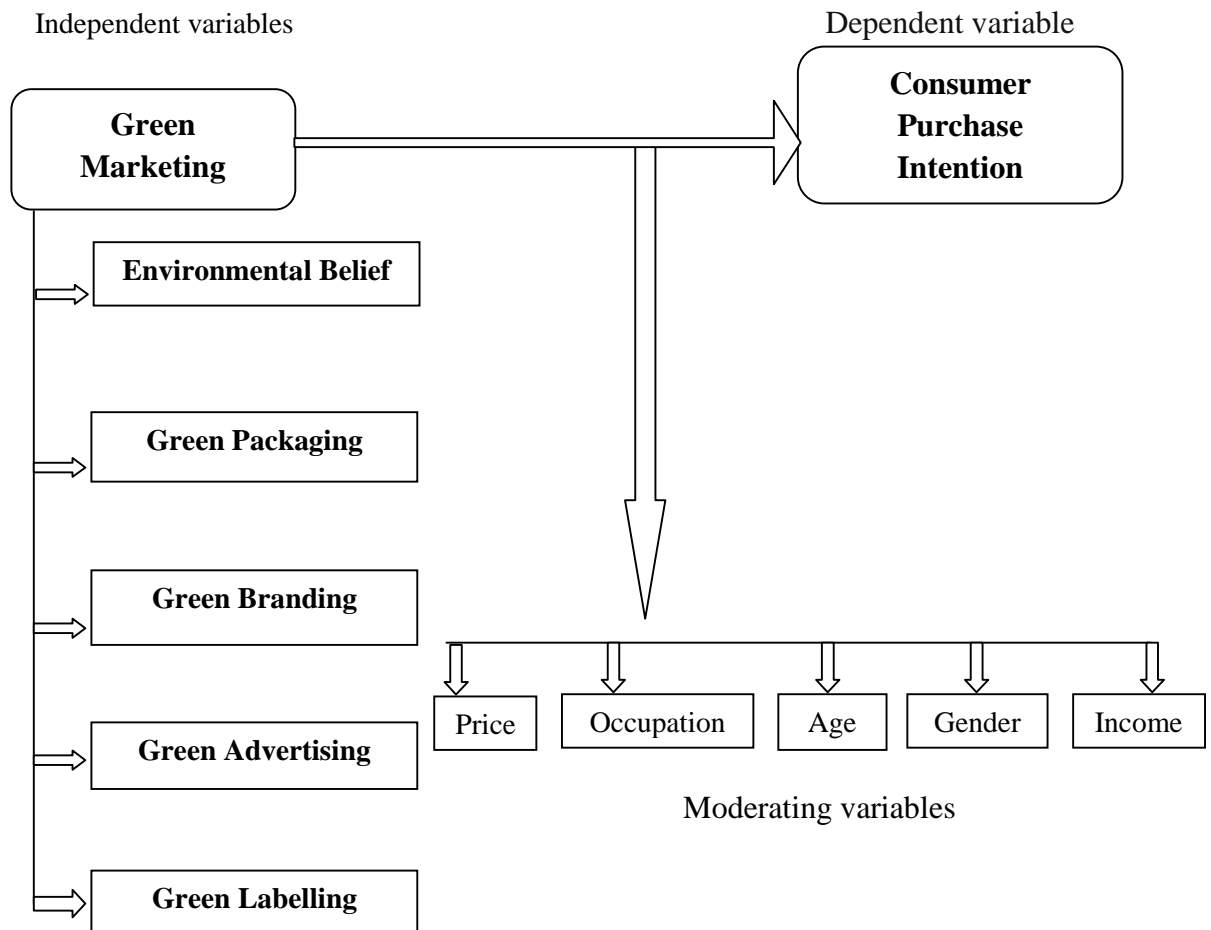 Independent variables
Dependent variable
Green
Marketing
Consumer
Purchase
Intention
Environmental Belief
Green Packaging
Green Branding
Green Advertising
Green Labelling
Price
Occupation
Age
Gender
Income
Moderating variables